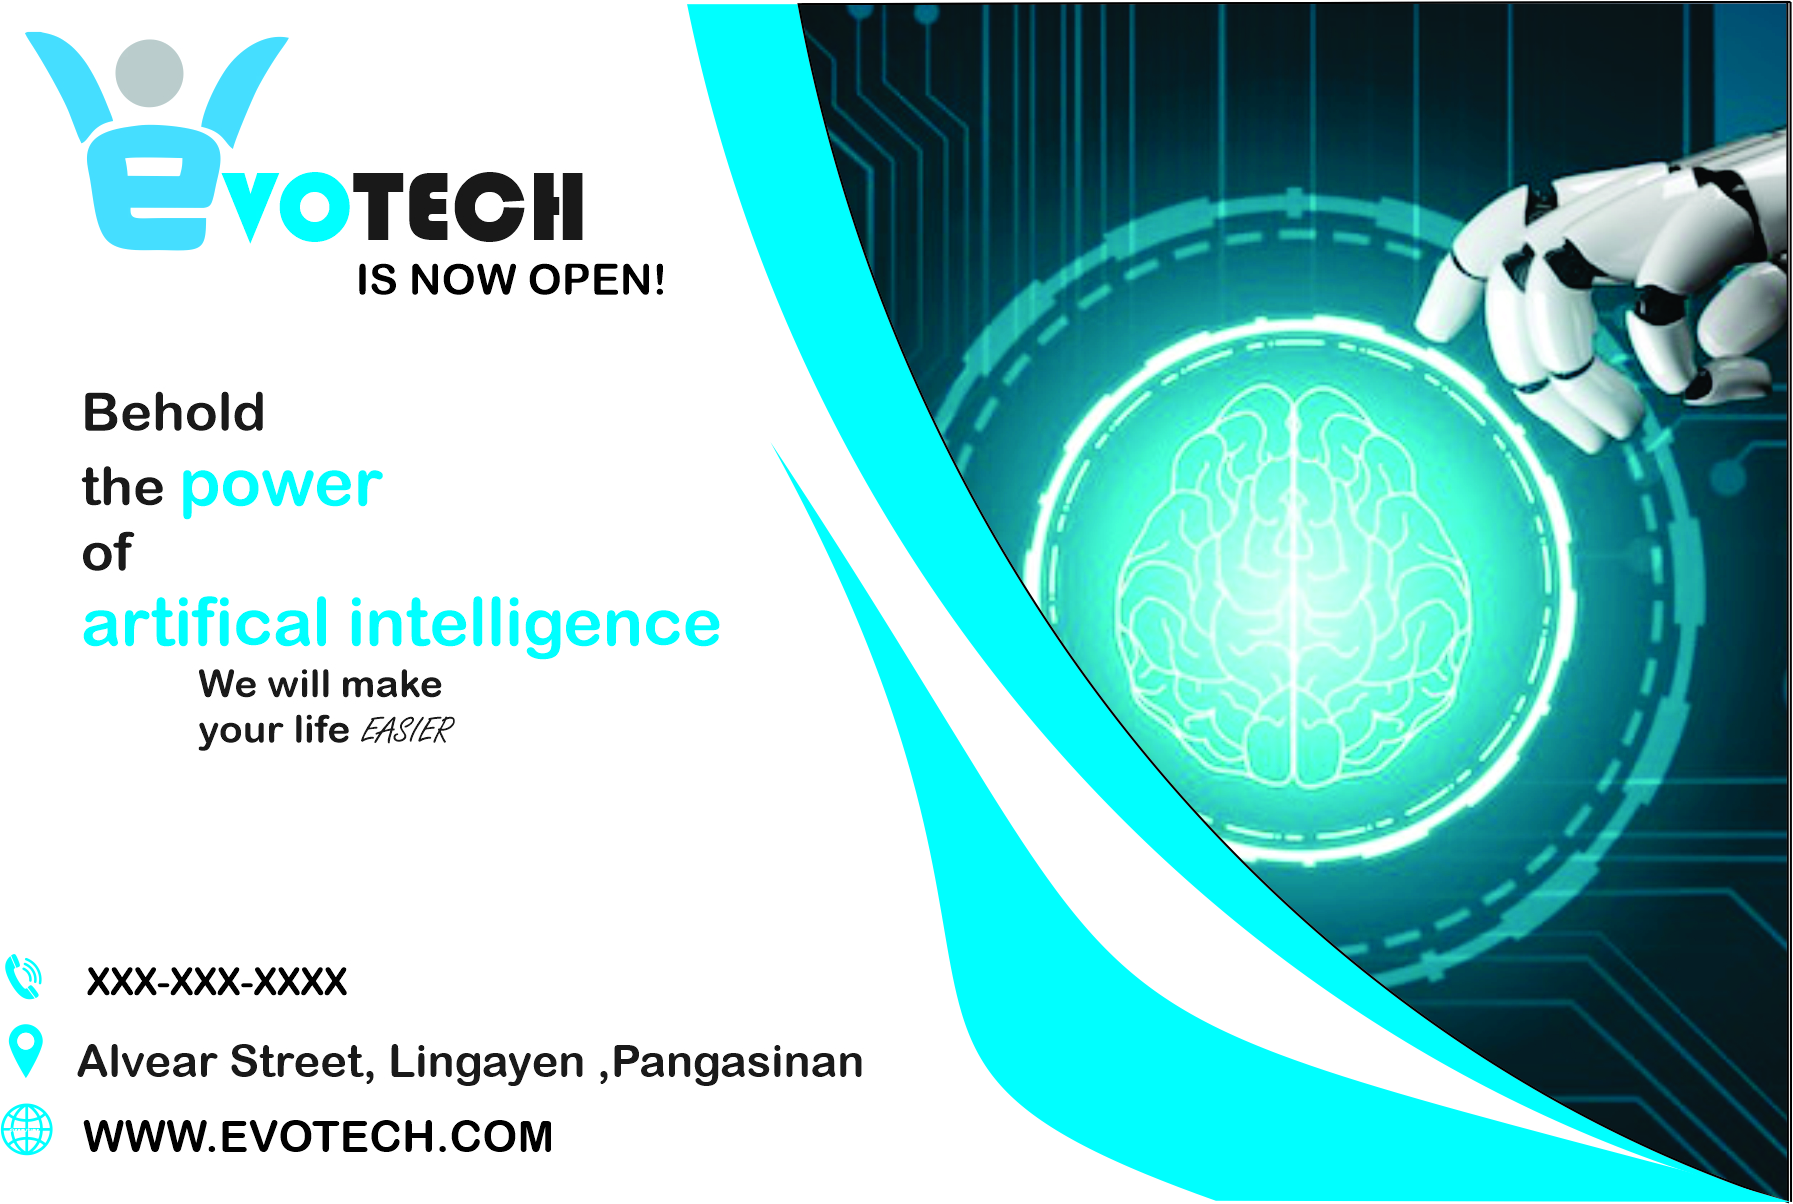 eVOTECH
IS NOW OPEN!
Behold
the power
of
artifical intelligence
We will make
your life EASIER
XXX-XXX-XXXX
Alvear Street, Lingayen ,Pangasinan
WWW.EVOTECH.COM